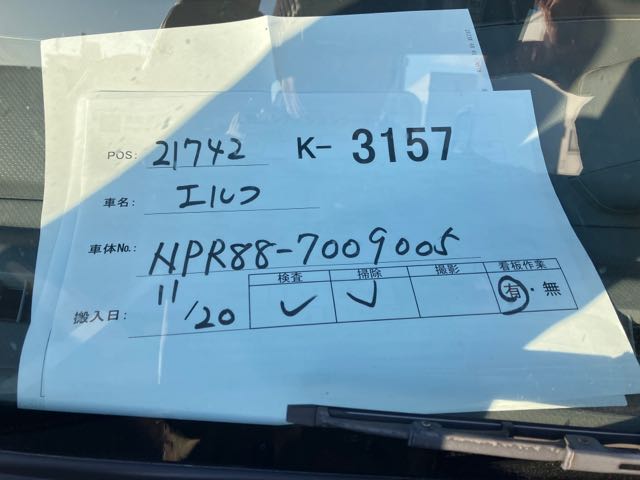 POS: 21742 K- 3157
車名: エルフ
車体No.: NPR88-7009005
搬入日: 11/20
検査 掃除 撮影 看板作業
✓ ✓ 有・無